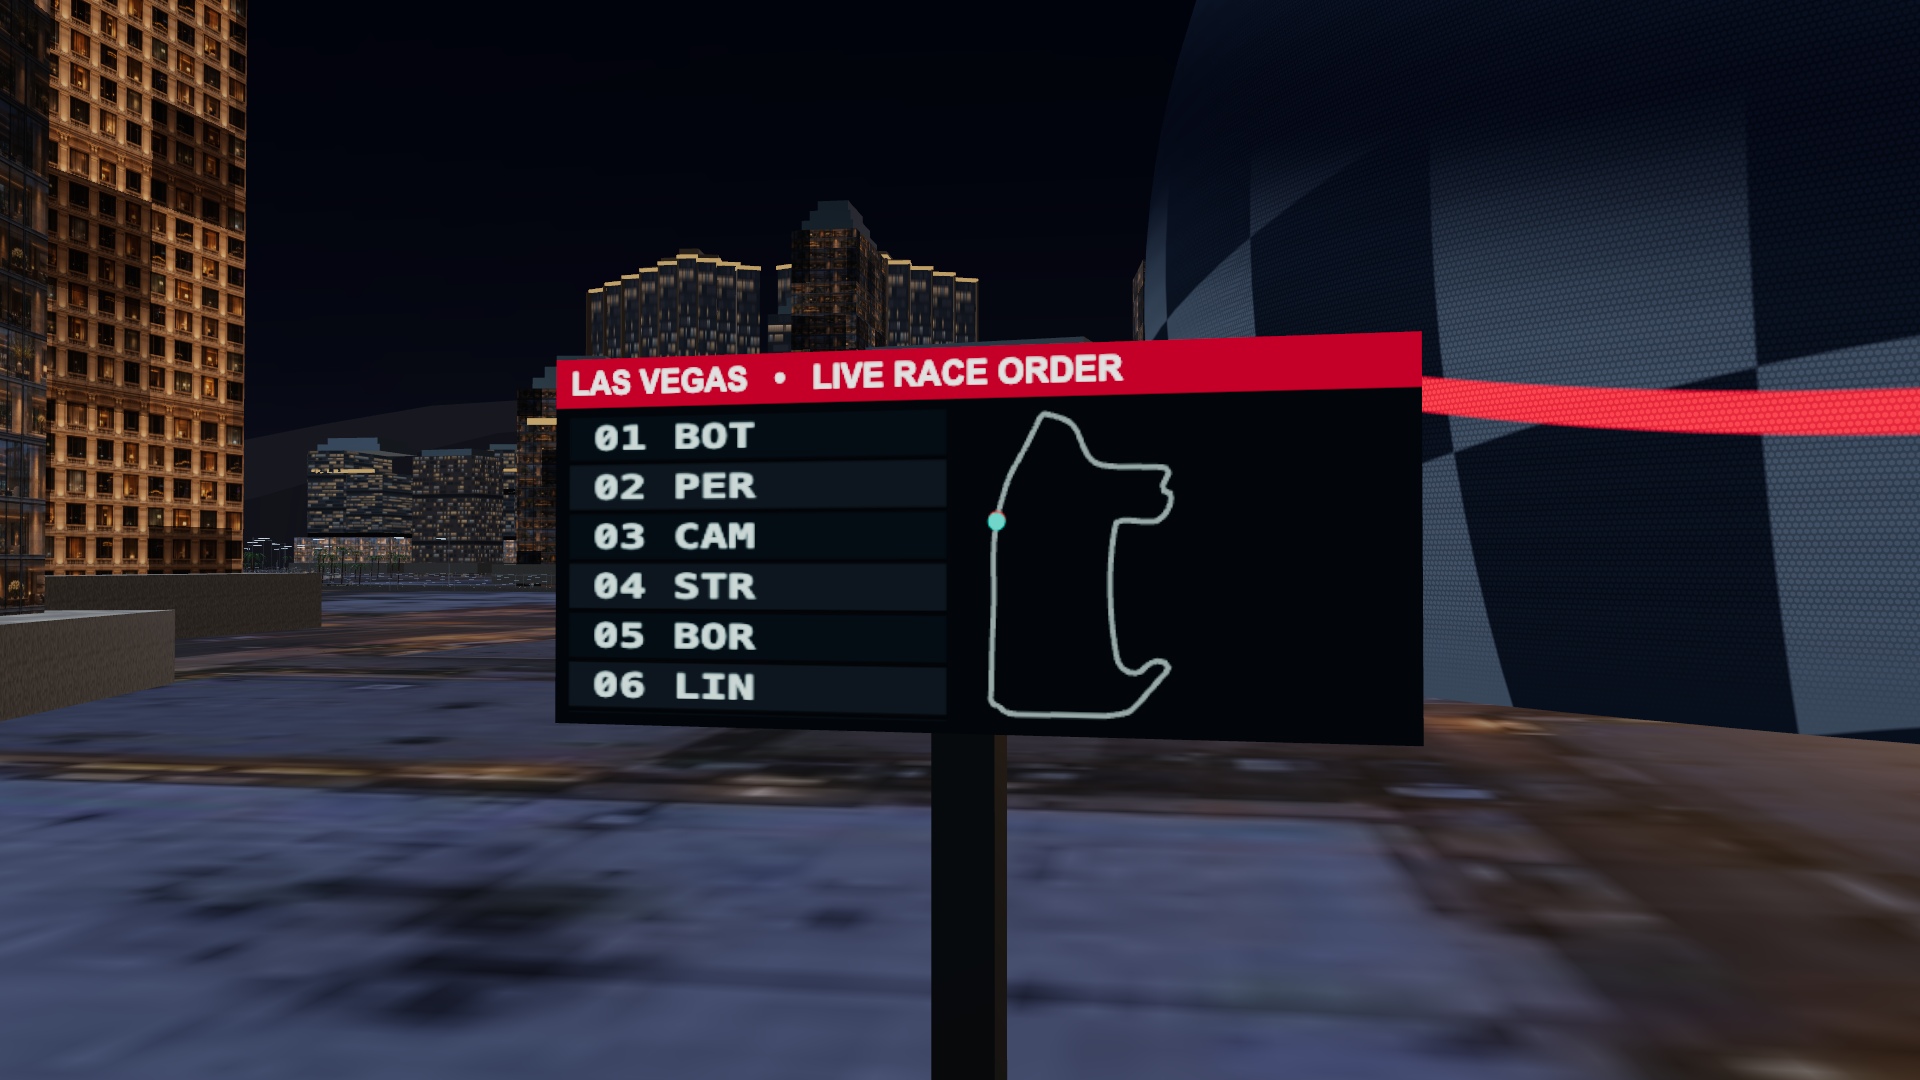 LAS VEGAS • LIVE RACE ORDER
01 BOT
02 PER
03 CAM
04 STR
05 BOR
06 LIN